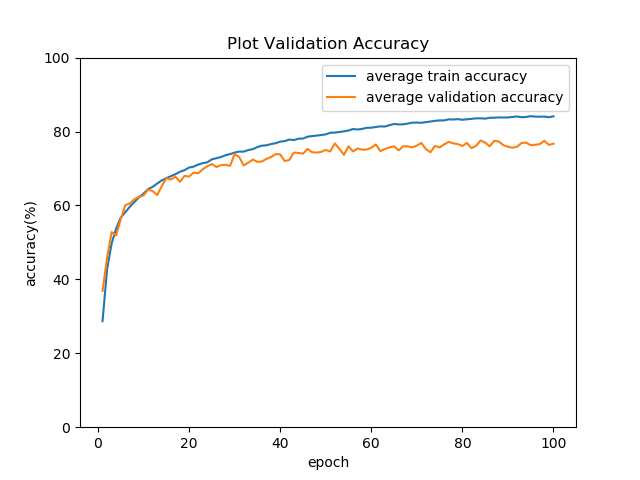 Plot Validation Accuracy
average train accuracy
average validation accuracy
accuracy(%)
100
80
60
40
20
0
0 20 40 60 80 100
epoch